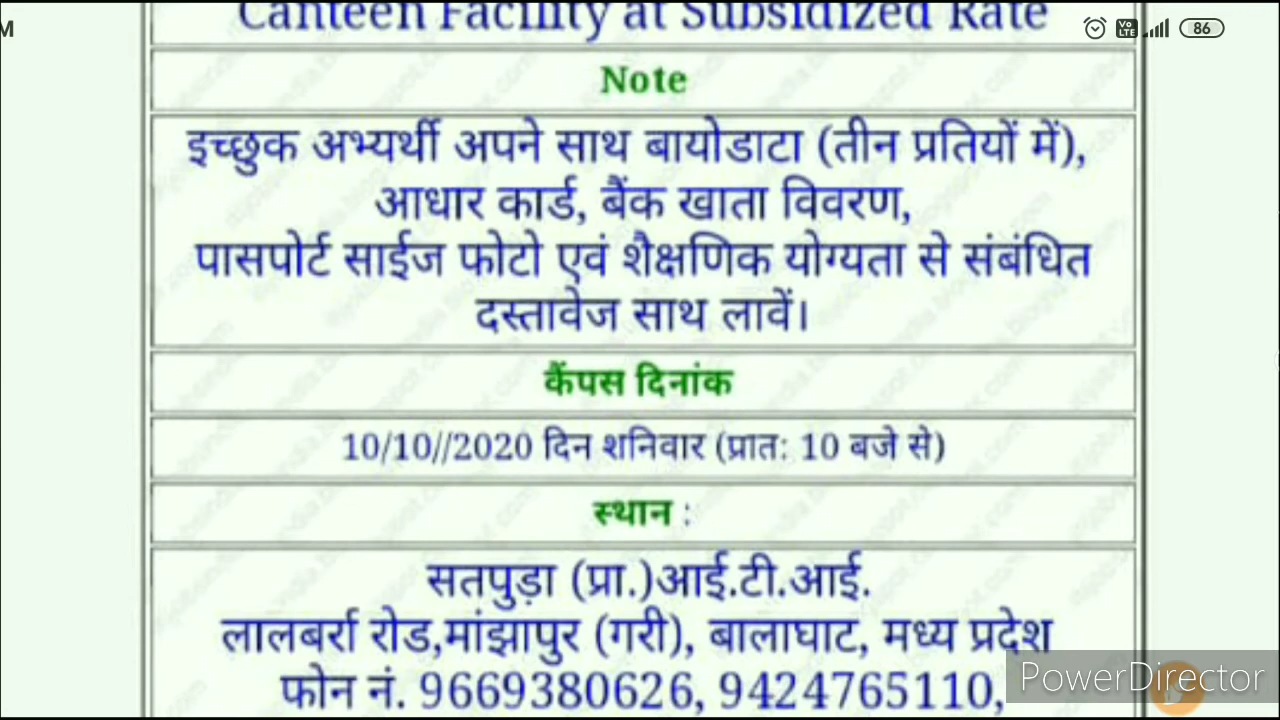 Canteen Facility at Subsidized Rate
M
86
Note
इच्छुक अभ्यर्थी अपने साथ बायोडाटा (तीन प्रतियों में),
आधार कार्ड, बैंक खाता विवरण,
पासपोर्ट साईज फोटो एवं शैक्षणिक योग्यता से संबंधित
दस्तावेज साथ लावें।
कैंपस दिनांक
10/10//2020 दिन शनिवार (प्रात: 10 बजे से)
स्थान :
सतपुड़ा (प्रा.)आई.टी.आई.
लालबर्रा रोड,मांझापुर (गरी), बालाघाट, मध्य प्रदेश
फोन नं. 9669380626, 9424765110,
PowerDirector